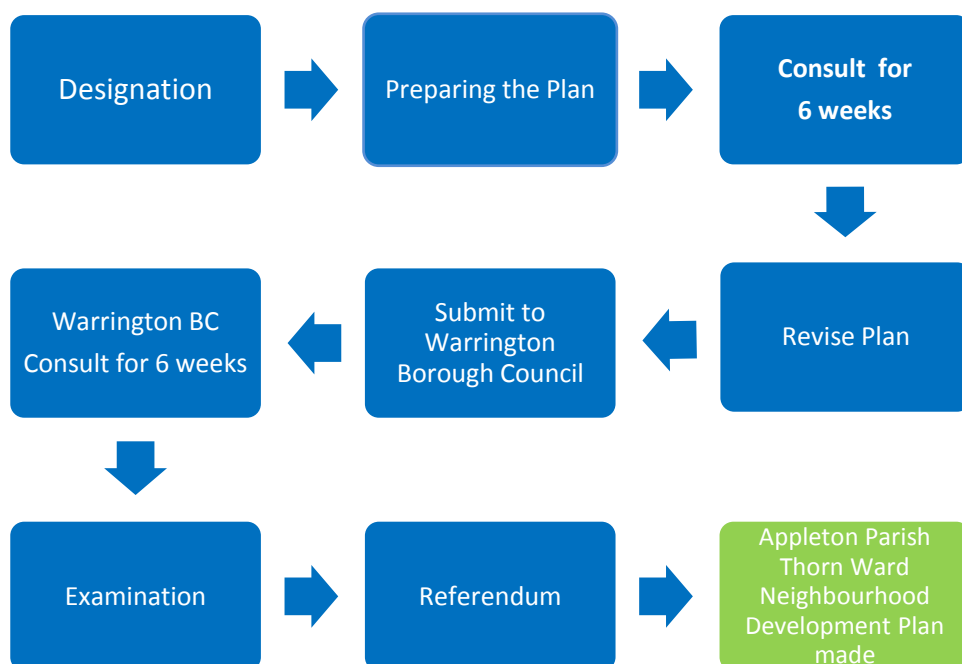 Designation
Preparing the Plan
Consult for
6 weeks
Revise Plan
Submit to
Warrington
Borough Council
Warrington BC
Consult for 6 weeks
Examination
Referendum
Appleton Parish
Thorn Ward
Neighbourhood
Development Plan
made